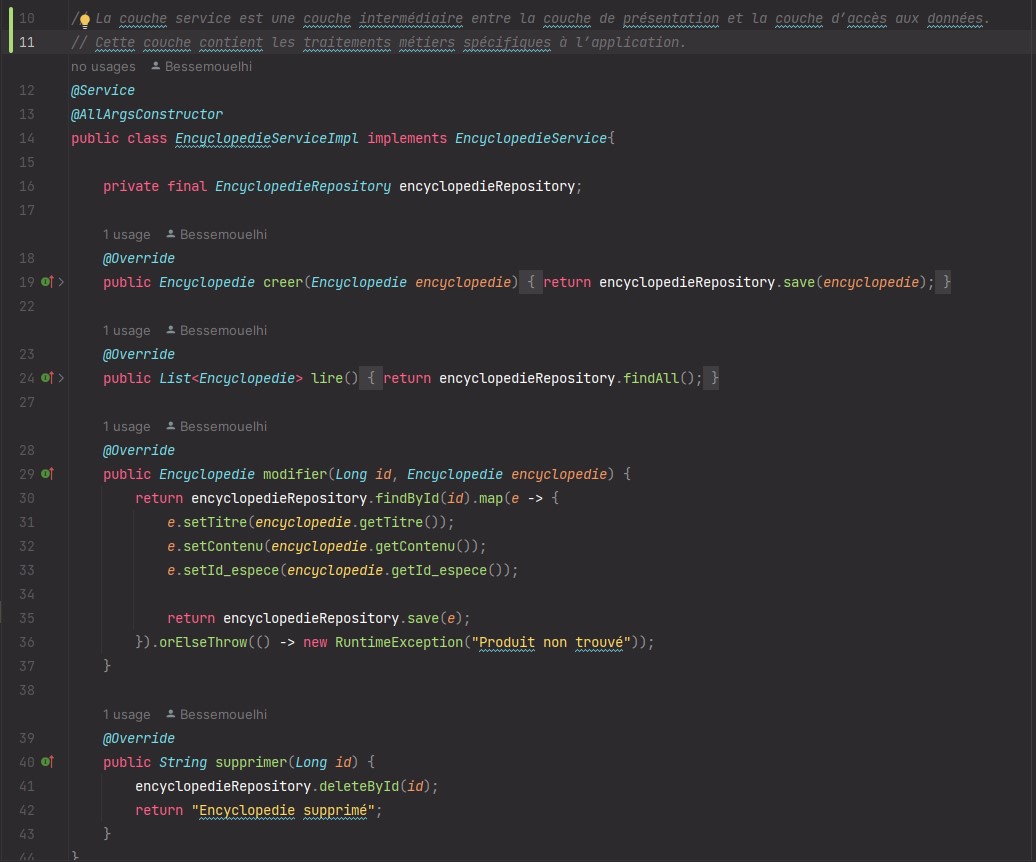 10 // La couche service est une couche intermédiaire entre la couche de présentation et la couche d’accès aux données.
11 // Cette couche contient les traitements métiers spécifiques à l’application.
no usages Bessemouelhi
12 @Service
13 @AllArgsConstructor
14 public class EncyclopedieServiceImpl implements EncyclopedieService{
15
16 private final EncyclopedieRepository encyclopedieRepository;
17
1 usage Bessemouelhi
18 @Override
19 public Encyclopedie creer(Encyclopedie encyclopedie) { return encyclopedieRepository.save(encyclopedie); }
22
1 usage Bessemouelhi
23 @Override
24 public List<Encyclopedie> lire() { return encyclopedieRepository.findAll(); }
27
1 usage Bessemouelhi
28 @Override
29 public Encyclopedie modifier(Long id, Encyclopedie encyclopedie) {
30 return encyclopedieRepository.findById(id).map(e -> {
31 e.setTitre(encyclopedie.getTitre());
32 e.setContenu(encyclopedie.getContenu());
33 e.setId_espece(encyclopedie.getId_espece());
34
35 return encyclopedieRepository.save(e);
36 }).orElseThrow(() -> new RuntimeException("Produit non trouvé"));
37 }
38
1 usage Bessemouelhi
39 @Override
40 public String supprimer(Long id) {
41 encyclopedieRepository.deleteById(id);
42 return "Encyclopedie supprimé";
43 }
44 }